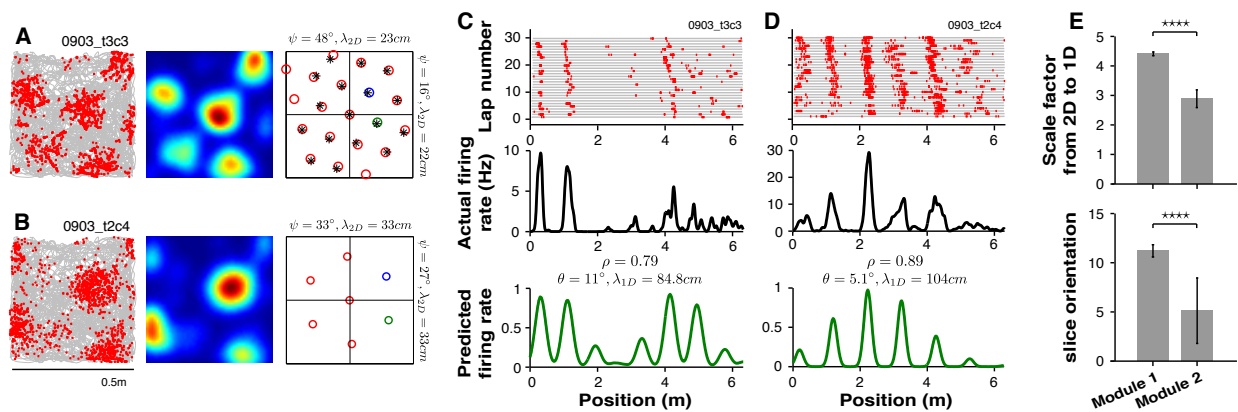 A
0903_t3c3
ψ = 48°, λ2D = 23cm
ψ = 16°, λ2D = 22cm
B
0903_t2c4
ψ = 33°, λ2D = 33cm
ψ = 27°, λ2D = 33cm
0.5m
C
0903_t3c3
Lap number
30
20
10
0
0 2 4 6
Actual firing
rate (Hz)
10
5
0
0 2 4 6
ρ = 0.79
θ = 11°, λ1D = 84.8cm
Predicted
firing rate
1
0.5
0
0 2 4 6
Position (m)
D
0903_t2c4
0 2 4 6
30
20
10
0
0 2 4 6
ρ = 0.89
θ = 5.1°, λ1D = 104cm
1
0.5
0
0 2 4 6
Position (m)
E
****
Scale factor
from 2D to 1D
5
4
3
2
1
0
****
slice orientation
15
10
5
0
Module 1
Module 2